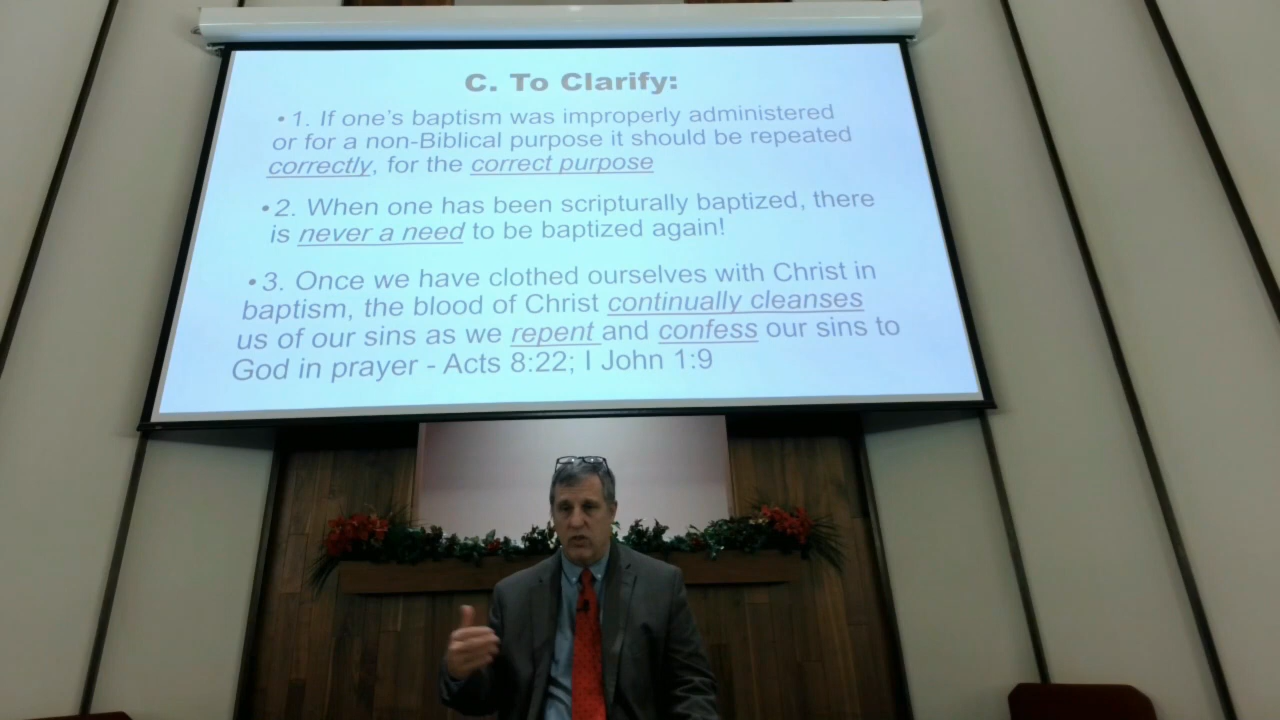 C. To Clarify:
• 1. If one's baptism was improperly administered
or for a non-Biblical purpose it should be repeated
correctly, for the correct purpose
• 2. When one has been scripturally baptized, there
is never a need to be baptized again!
• 3. Once we have clothed ourselves with Christ in
baptism, the blood of Christ continually cleanses
us of our sins as we repent and confess our sins to
God in prayer - Acts 8:22; I John 1:9